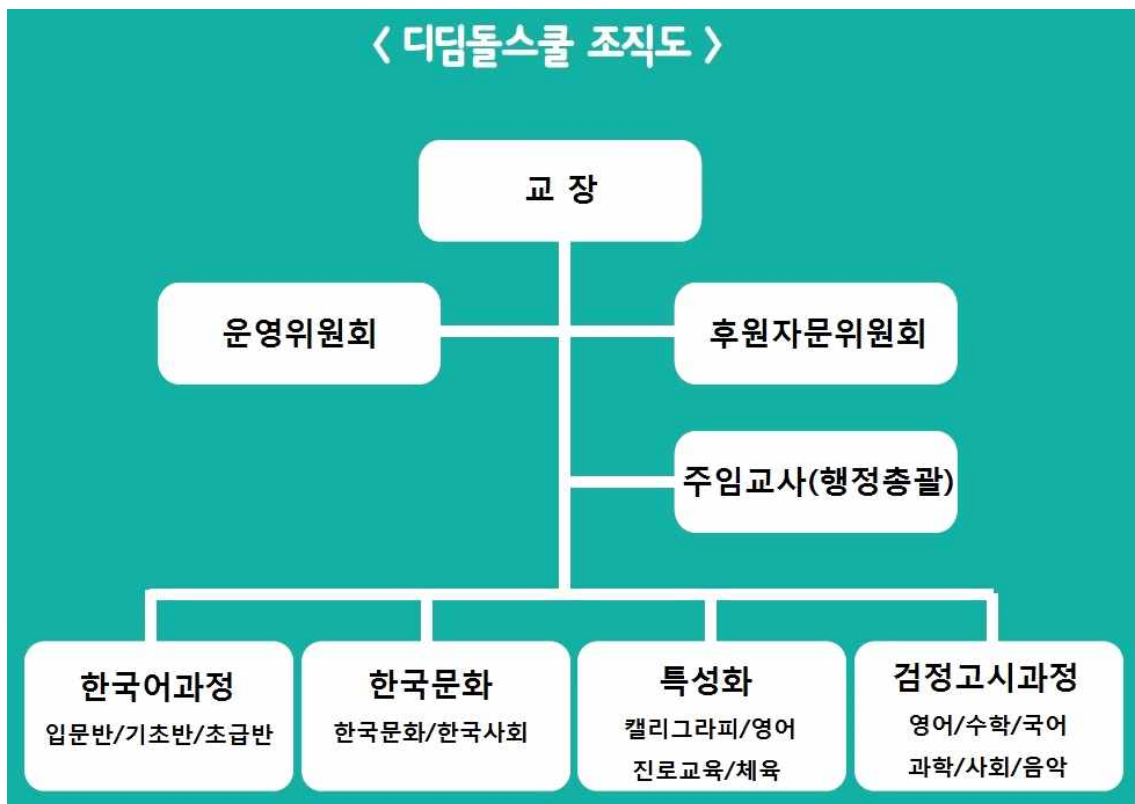 < 디딤돌스쿨 조직도 >
교 장
운영위원회
후원자문위원회
주임교사(행정총괄)
한국어과정
입문반/기초반/초급반
한국문화
한국문화/한국사회
특성화
캘리그라피/영어
진로교육/체육
검정고시과정
영어/수학/국어
과학/사회/음악